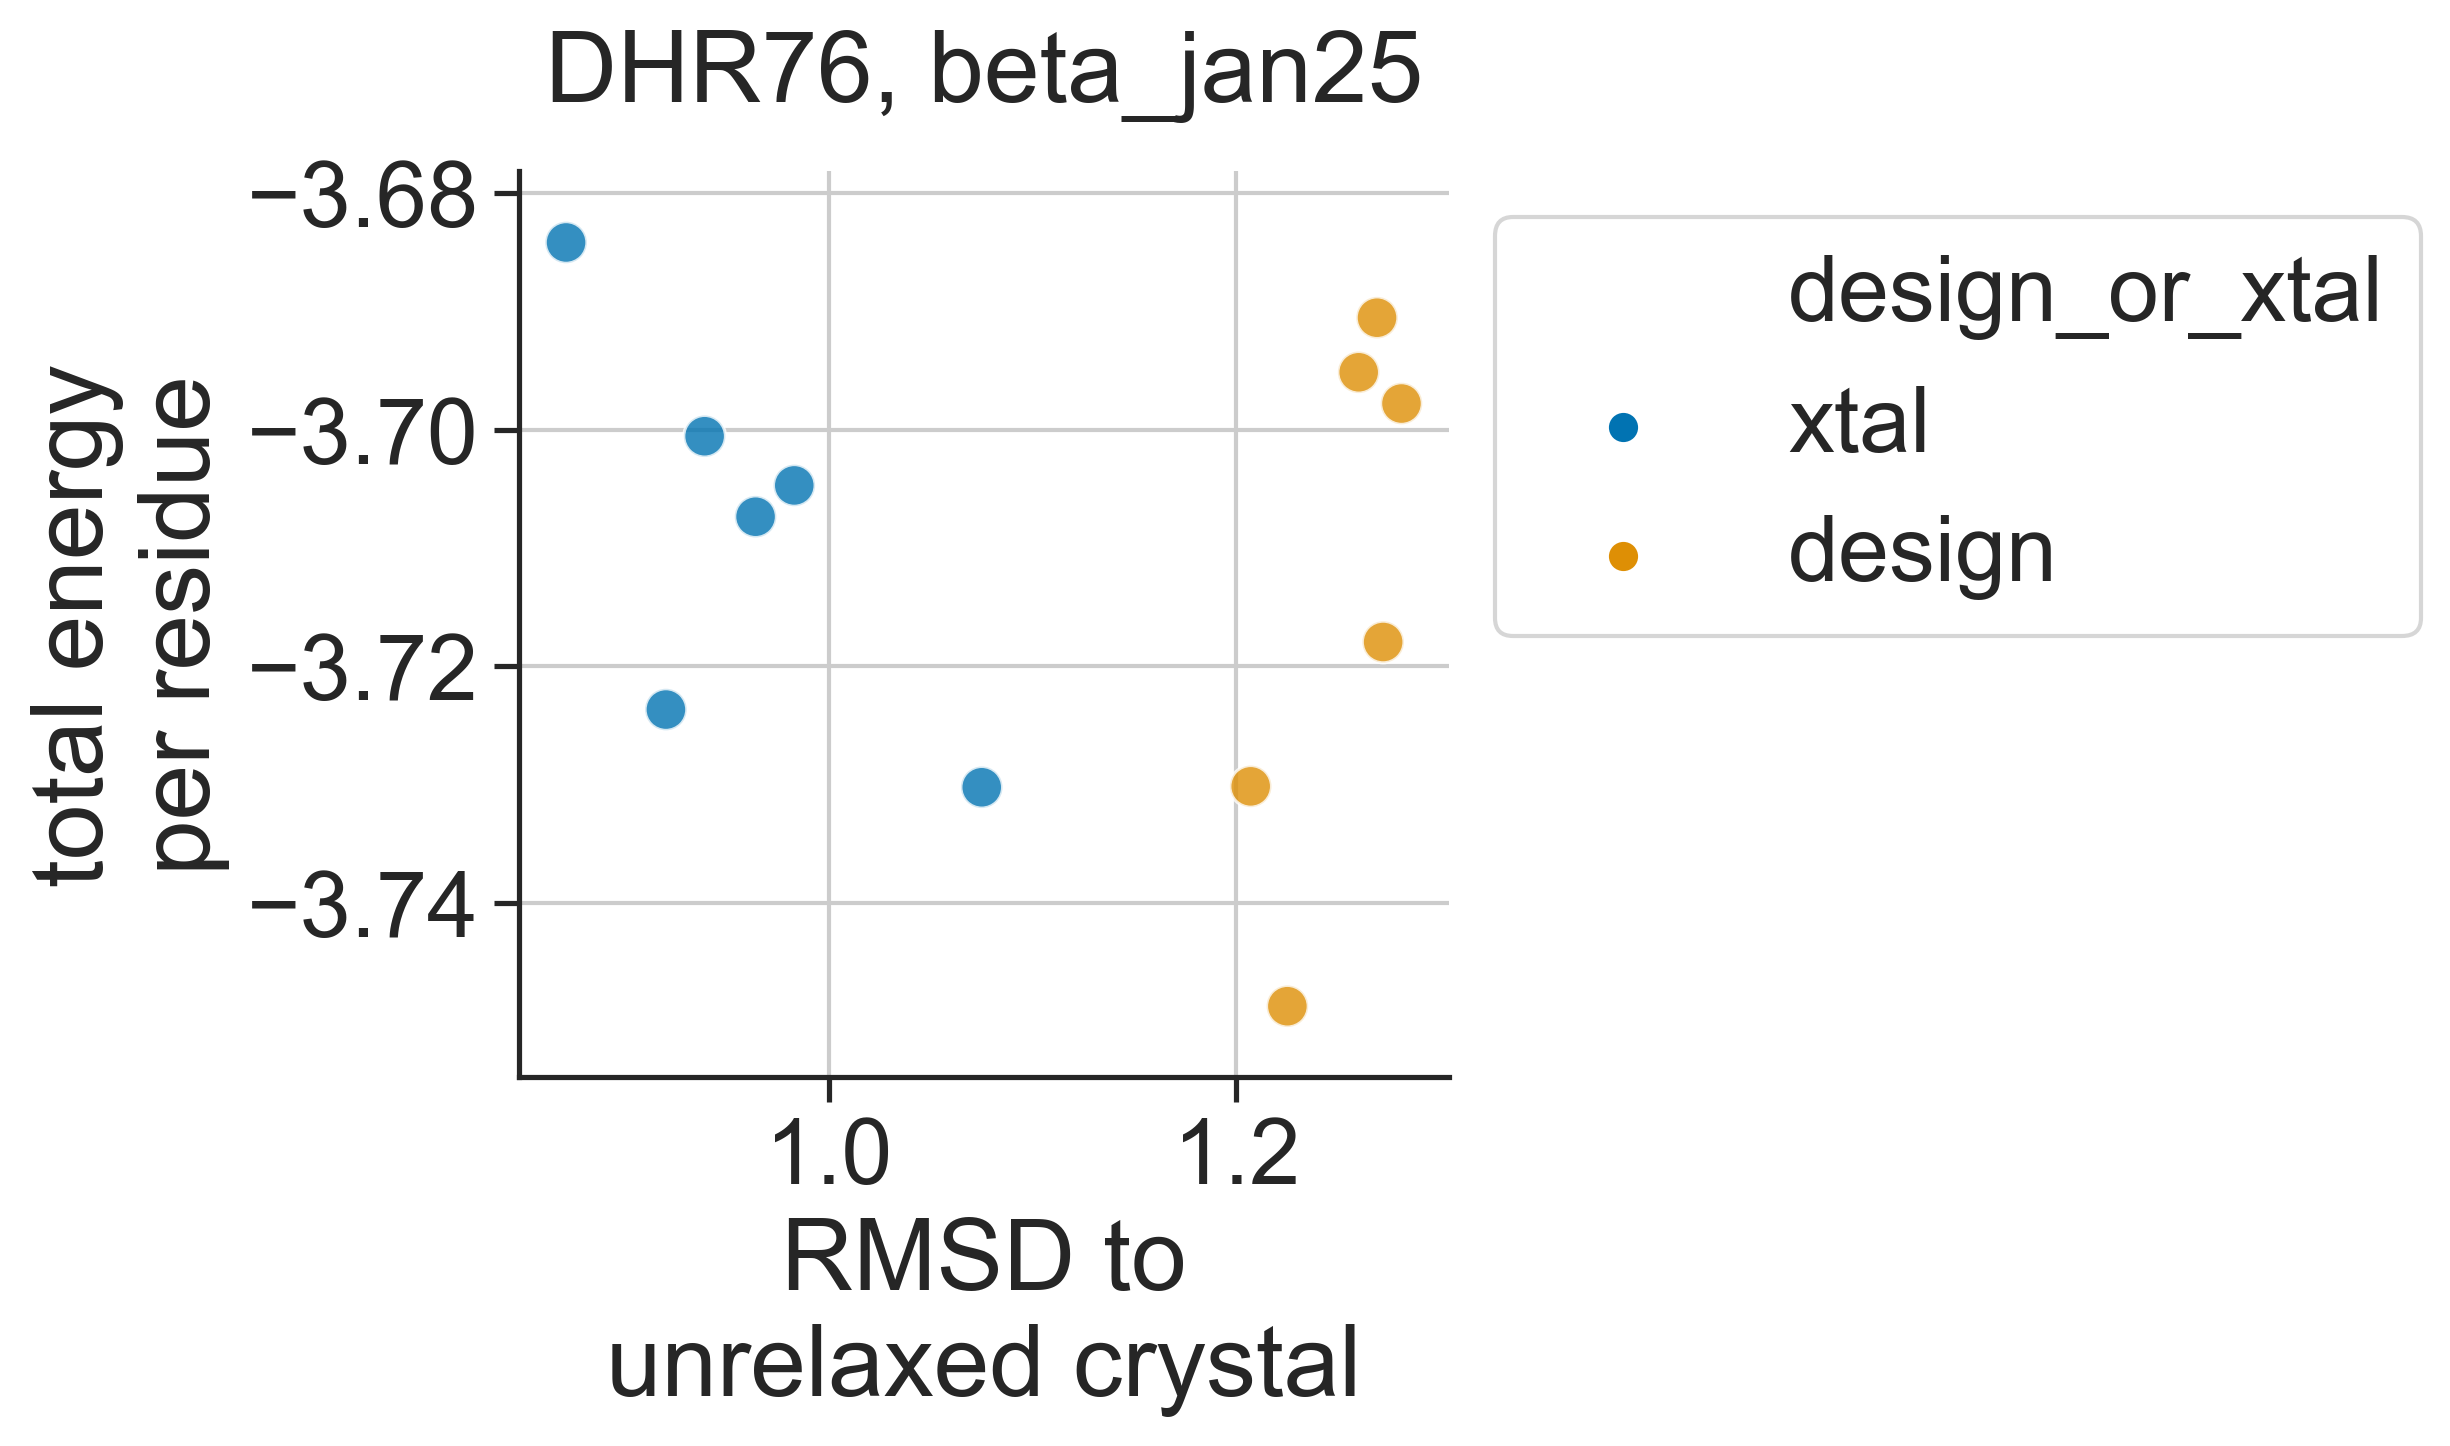 DHR76, beta_jan25
total energy
per residue
−3.68
−3.70
−3.72
−3.74
1.0
1.2
RMSD to
unrelaxed crystal
design_or_xtal
xtal
design